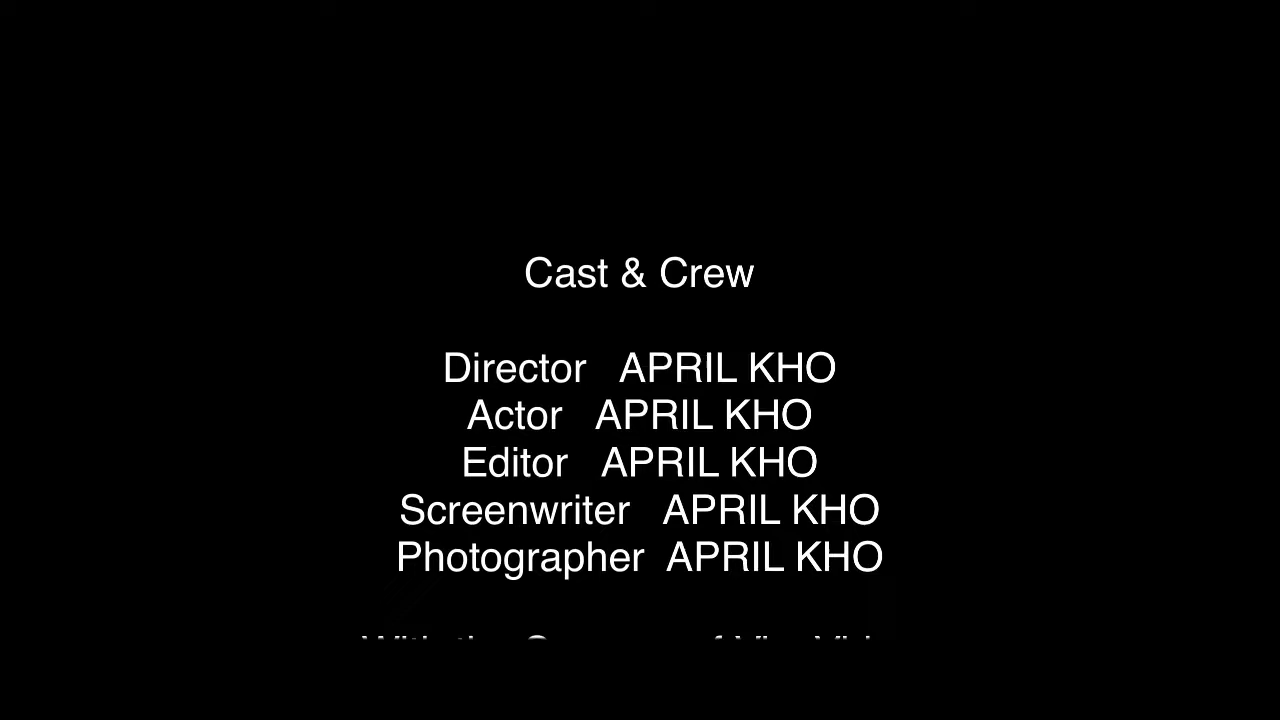 Cast & Crew
Director APRIL KHO
Actor APRIL KHO
Editor APRIL KHO
Screenwriter APRIL KHO
Photographer APRIL KHO